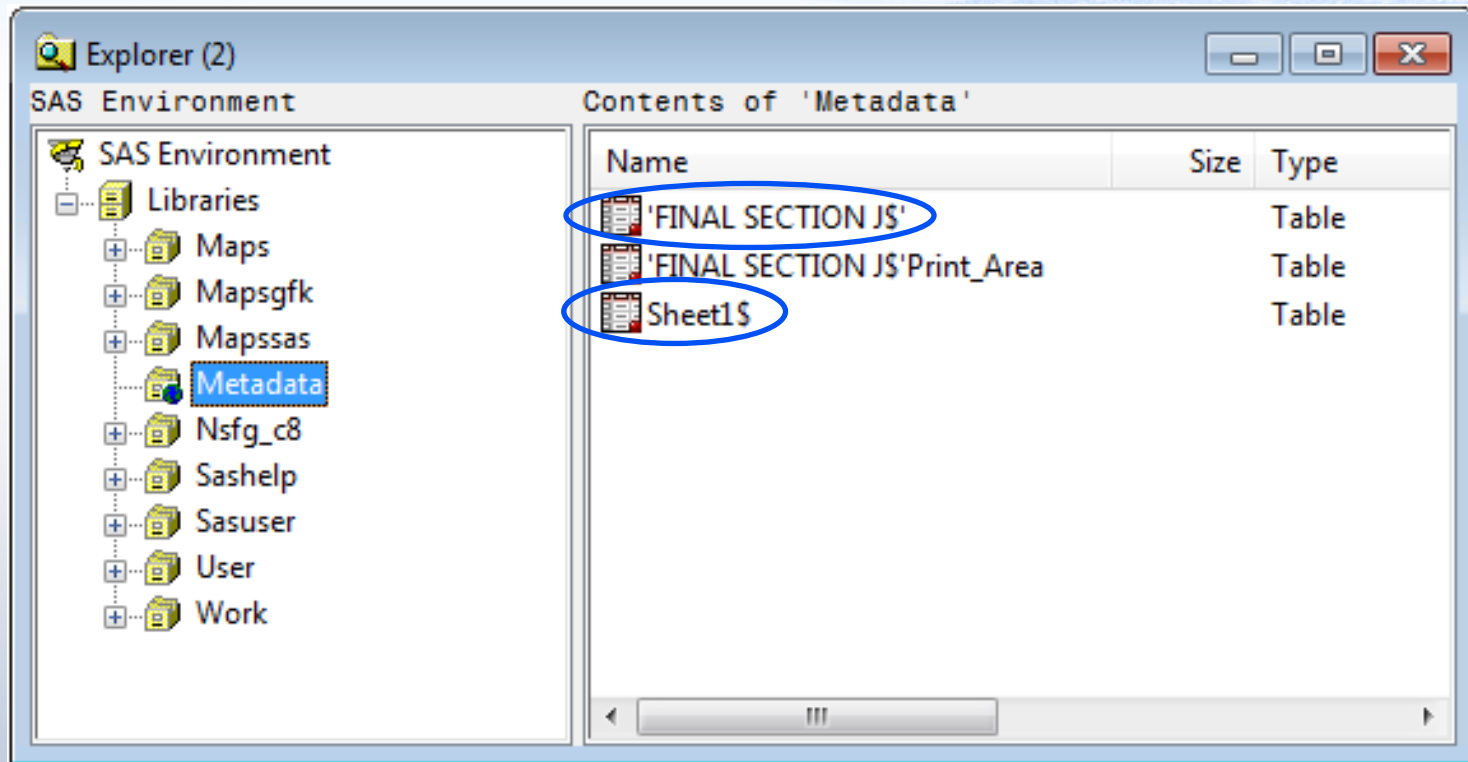 Explorer (2)
SAS Environment
Contents of 'Metadata'
SAS Environment
Libraries
Maps
Mapsgfk
Mapssas
Metadata
Nsfg_c8
Sashelp
Sasuser
User
Work
Name Size Type
'FINAL SECTION J$' Table
'FINAL SECTION J$'Print_Area Table
Sheet1$ Table